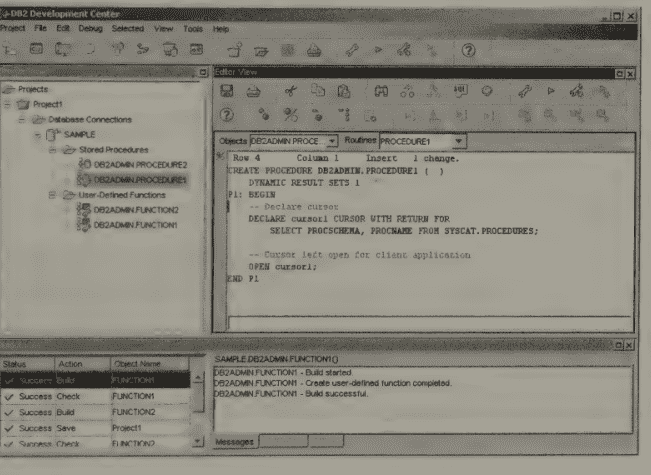 DB2 Development Center
Project File Edit Debug Selected View Tools Help
Editor View
Projects
Project1
Database Connections
SAMPLE
Stored Procedures
DB2ADMIN.PROCEDURE2
DB2ADMIN.PROCEDURE1
User-Defined Functions
DB2ADMIN.FUNCTION2
DB2ADMIN.FUNCTION1
Objects DB2ADMIN.PROCE... Routines PROCEDURE1
Row 4 Column 1 Insert 1 change.
CREATE PROCEDURE DB2ADMIN.PROCEDURE1 ( )
DYNAMIC RESULT SETS 1
P1: BEGIN
-- Declare cursor
DECLARE cursor1 CURSOR WITH RETURN FOR
SELECT PROCSCHEMA, PROCNAME FROM SYSCAT.PROCEDURES;
-- Cursor left open for client application
OPEN cursor1;
END P1
Status Action Object Name
Success Build FUNCTION1
Success Check FUNCTION1
Success Build FUNCTION2
Success Save Project1
Success Check FUNCTION2
SAMPLE.DB2ADMIN.FUNCTION1()
DB2ADMIN.FUNCTION1 - Build started.
DB2ADMIN.FUNCTION1 - Create user-defined function completed.
DB2ADMIN.FUNCTION1 - Build successful.
Messages